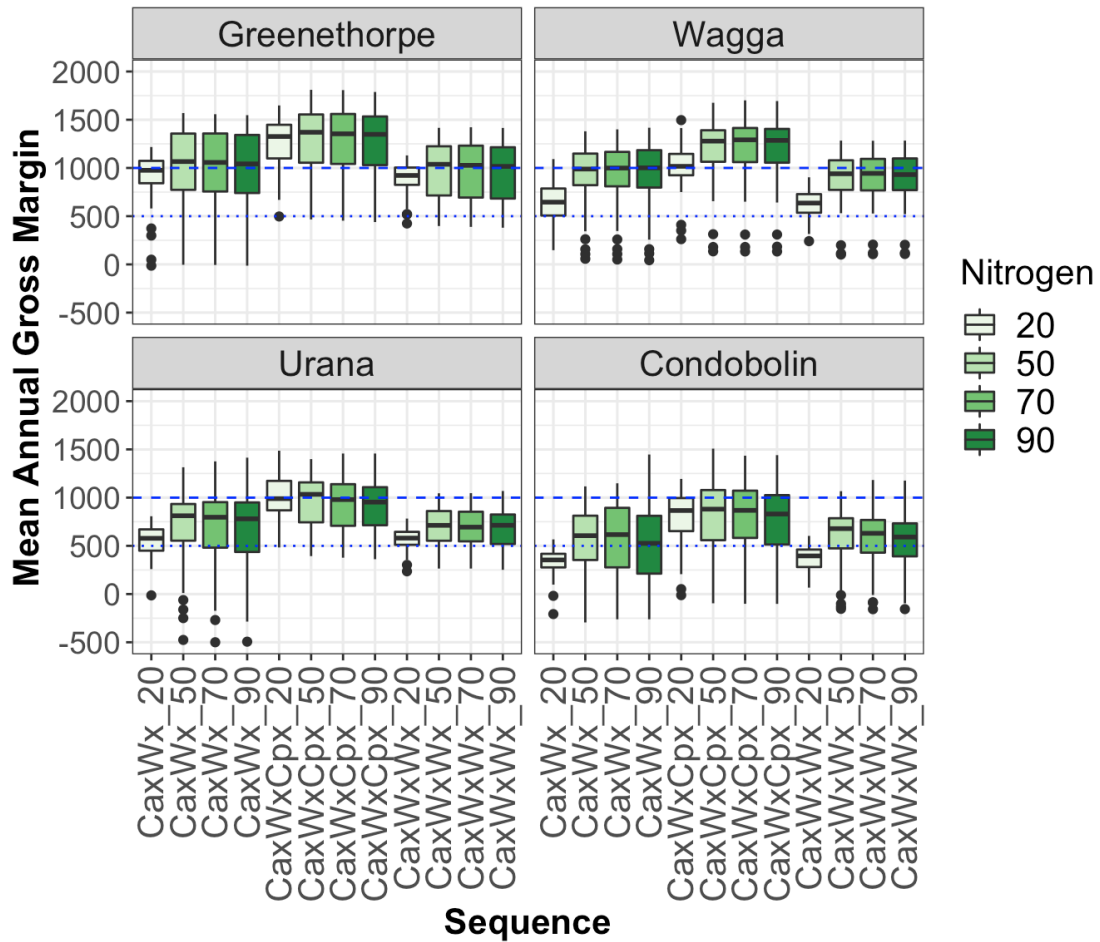 Greenethorpe
Wagga
2000
1500
1000
500
0
-500
Urana
Condobolin
2000
1500
1000
500
0
-500
Mean Annual Gross Margin
CaxWx_20
CaxWx_50
CaxWx_70
CaxWx_90
CaxWxCpx_20
CaxWxCpx_50
CaxWxCpx_70
CaxWxCpx_90
CaxWxWx_20
CaxWxWx_50
CaxWxWx_70
CaxWxWx_90
CaxWx_20
CaxWx_50
CaxWx_70
CaxWx_90
CaxWxCpx_20
CaxWxCpx_50
CaxWxCpx_70
CaxWxCpx_90
CaxWxWx_20
CaxWxWx_50
CaxWxWx_70
CaxWxWx_90
Sequence
Nitrogen
20
50
70
90